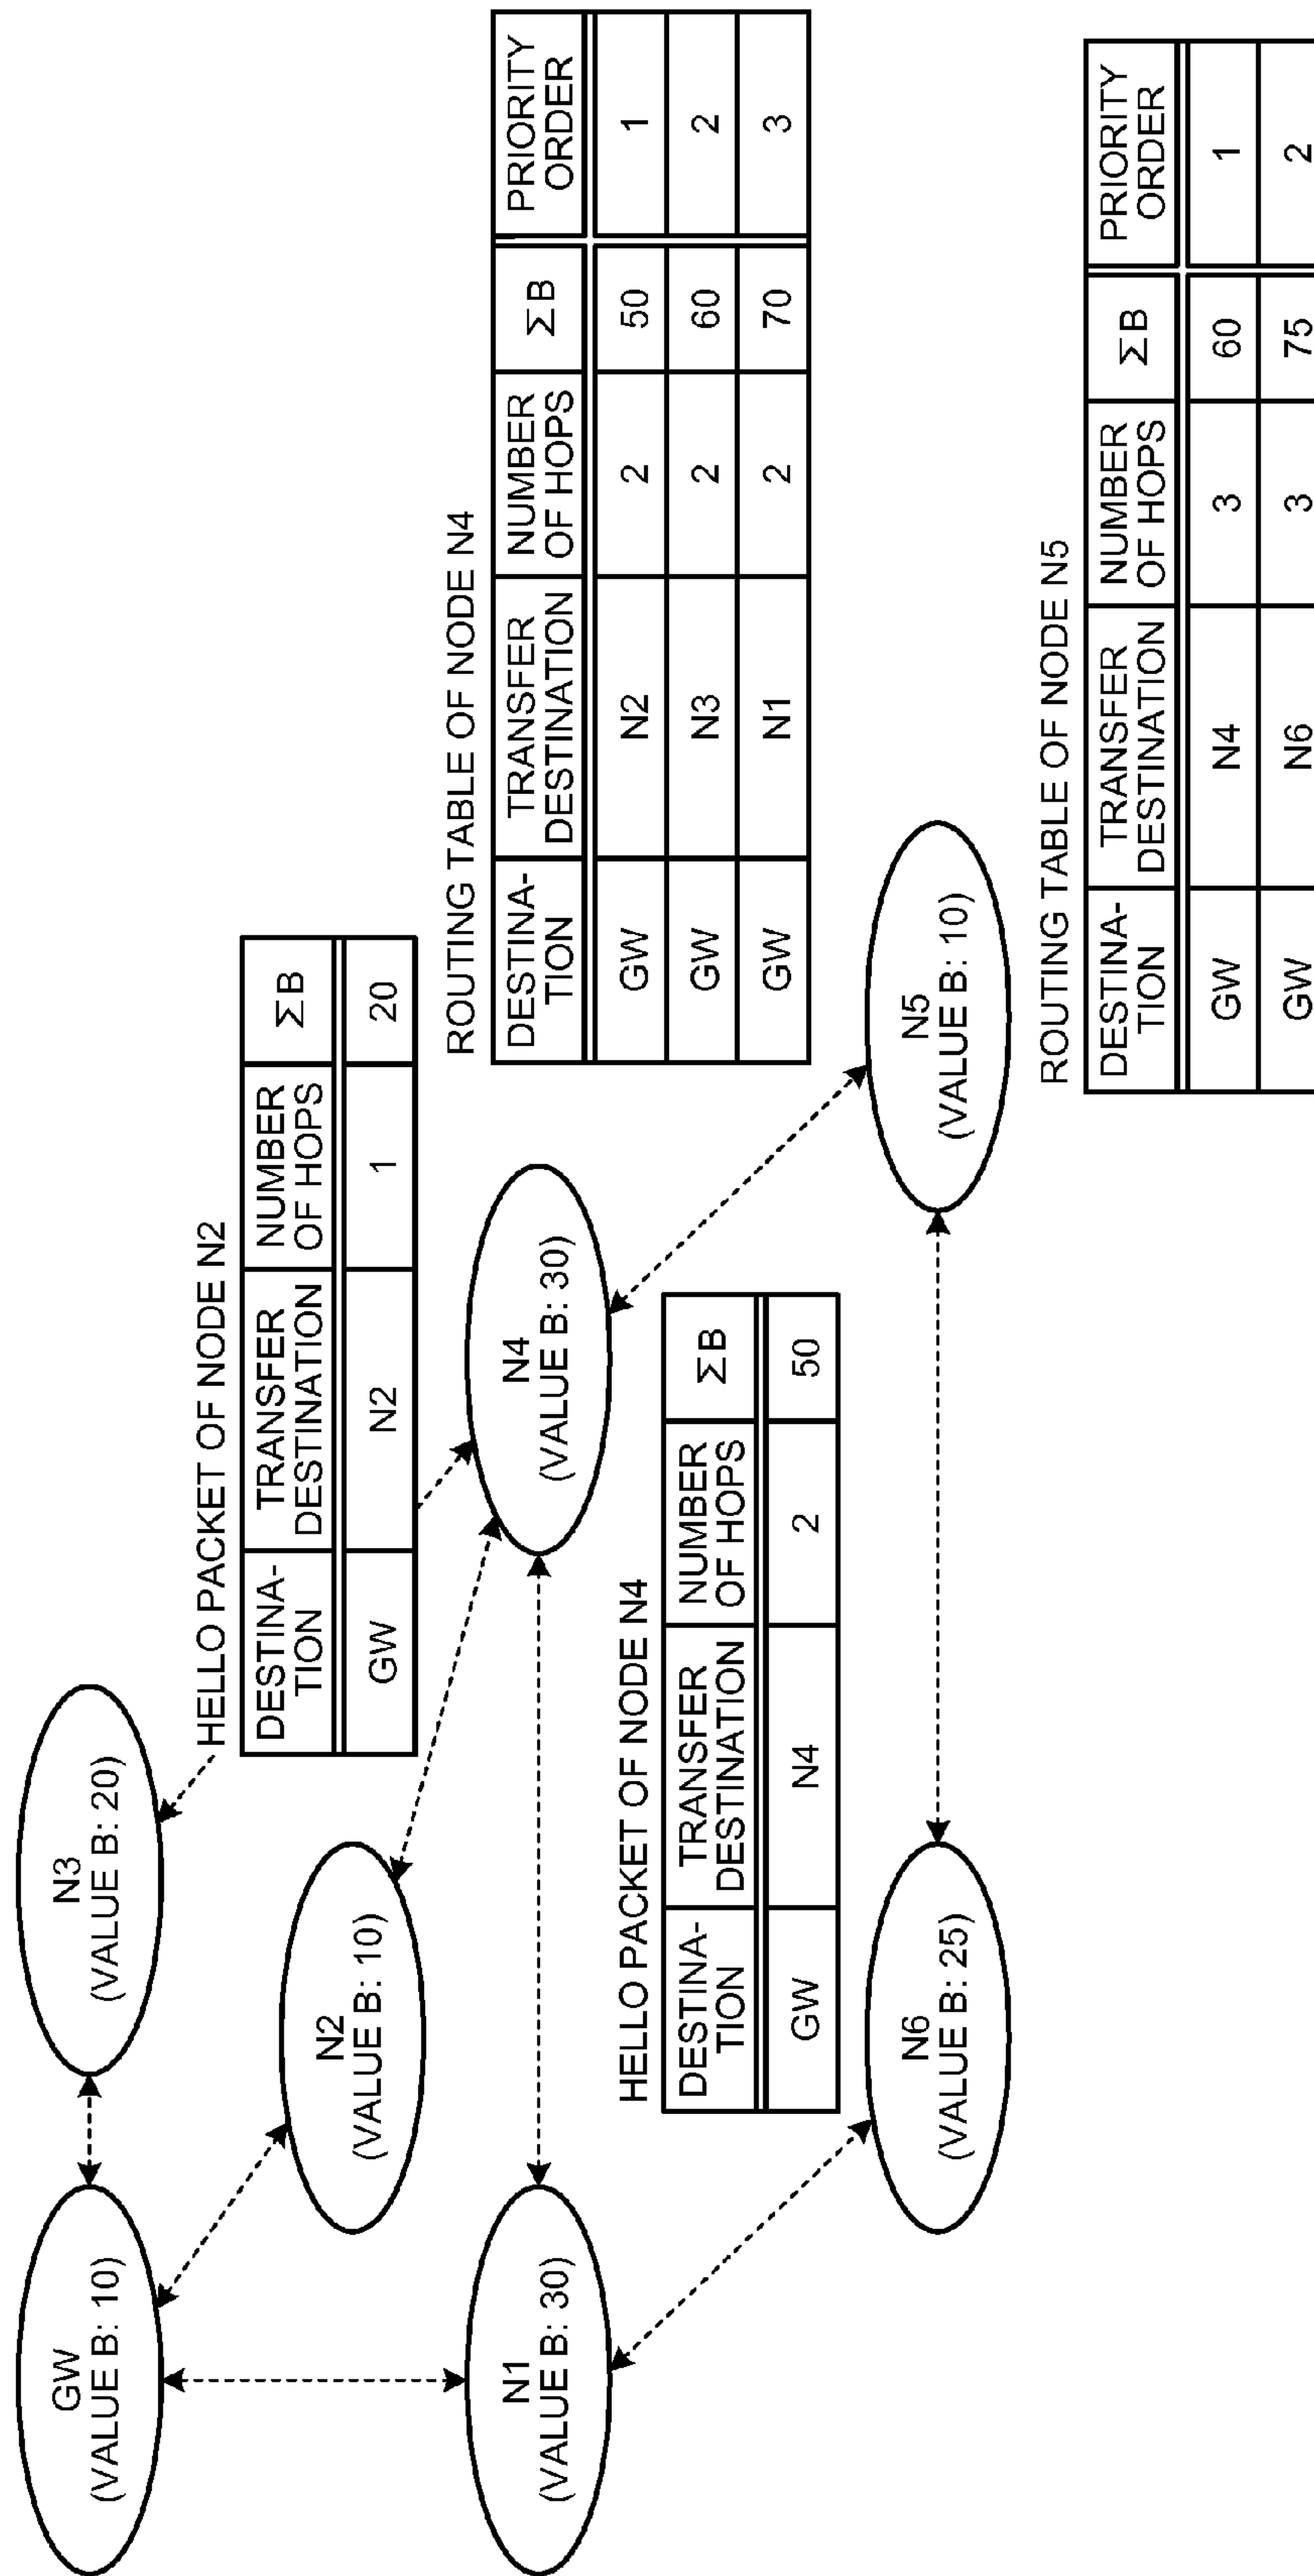 GW
(VALUE B: 10)
N3
(VALUE B: 20)
N2
(VALUE B: 10)
N1
(VALUE B: 30)
N4
(VALUE B: 30)
N6
(VALUE B: 25)
N5
(VALUE B: 10)
HELLO PACKET OF NODE N2
DESTINA-
TION
TRANSFER
DESTINATION
NUMBER
OF HOPS
ΣB
GW
N2
1
20
HELLO PACKET OF NODE N4
DESTINA-
TION
TRANSFER
DESTINATION
NUMBER
OF HOPS
ΣB
GW
N4
2
50
ROUTING TABLE OF NODE N4
DESTINA-
TION
TRANSFER
DESTINATION
NUMBER
OF HOPS
ΣB
PRIORITY
ORDER
GW
N2
2
50
1
GW
N3
2
60
2
GW
N1
2
70
3
ROUTING TABLE OF NODE N5
DESTINA-
TION
TRANSFER
DESTINATION
NUMBER
OF HOPS
ΣB
PRIORITY
ORDER
GW
N4
3
60
1
GW
N6
3
75
2